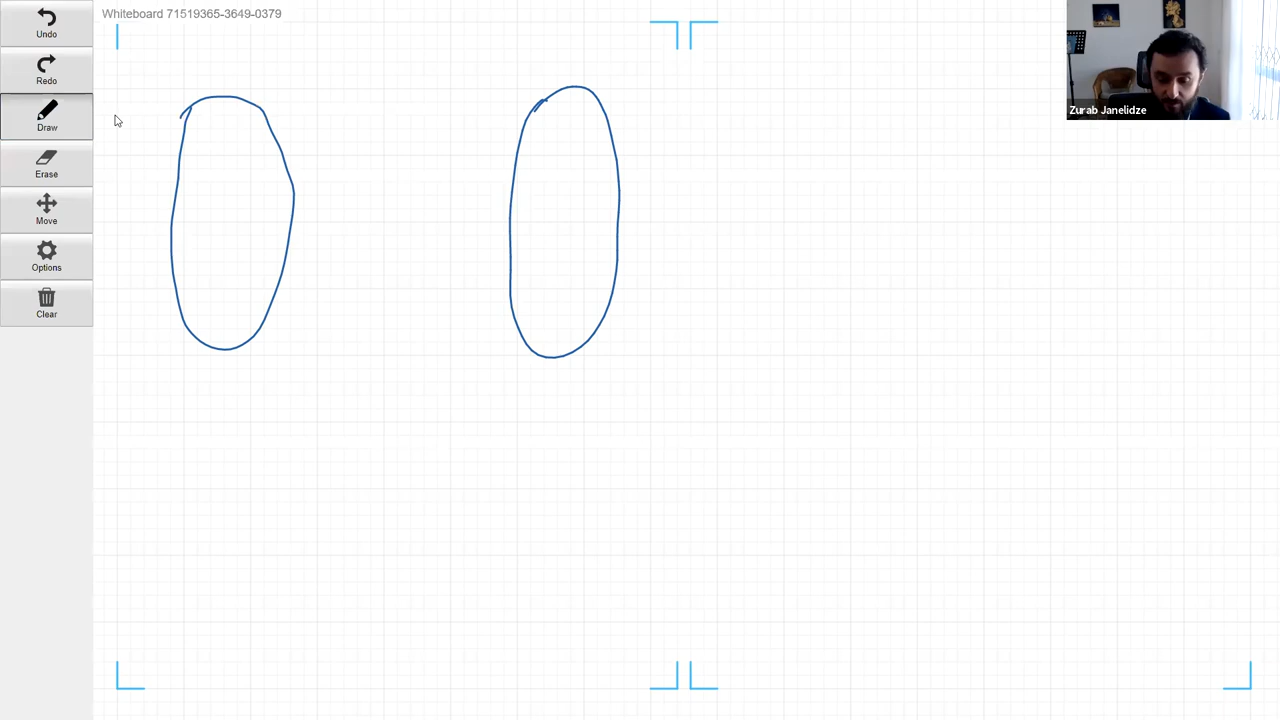 Whiteboard 71519365-3649-0379
Undo
Redo
Draw
Erase
Move
Options
Clear
Zurab Janelidze